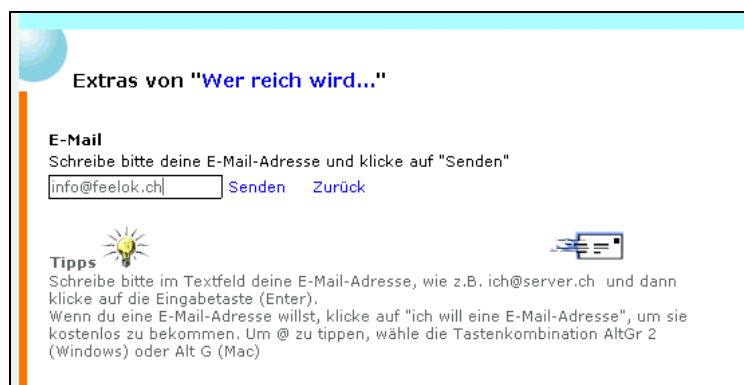 Extras von "Wer reich wird..."
E-Mail
Schreibe bitte deine E-Mail-Adresse und klicke auf "Senden"
info@feelok.ch Senden Zurück
Tipps
Schreibe bitte im Textfeld deine E-Mail-Adresse, wie z.B. ich@server.ch und dann
klicke auf die Eingabetaste (Enter).
Wenn du eine E-Mail-Adresse willst, klicke auf "ich will eine E-Mail-Adresse", um sie
kostenlos zu bekommen. Um @ zu tippen, wähle die Tastenkombination AltGr 2
(Windows) oder Alt G (Mac)